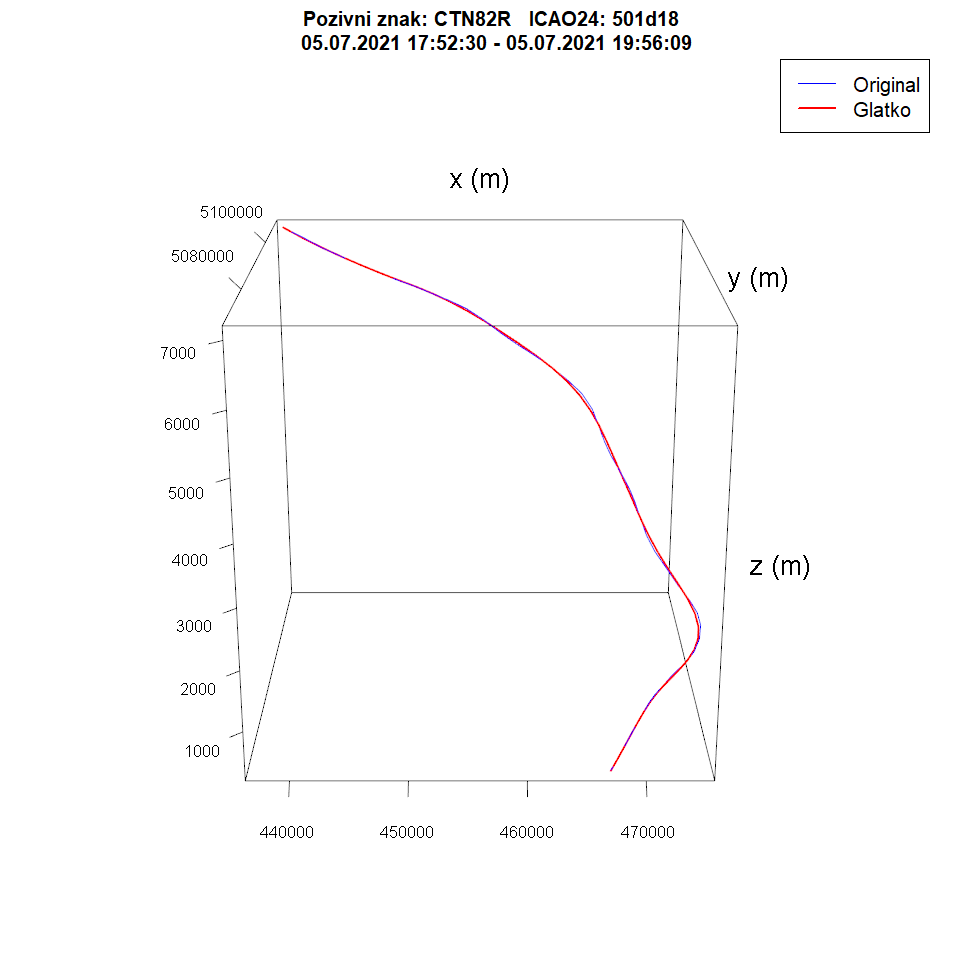 Pozivni znak: CTN82R   ICAO24: 501d18
05.07.2021 17:52:30 - 05.07.2021 19:56:09
Original
Glatko
x (m)
5100000
5080000
y (m)
7000
6000
5000
4000
z (m)
3000
2000
1000
440000 450000 460000 470000